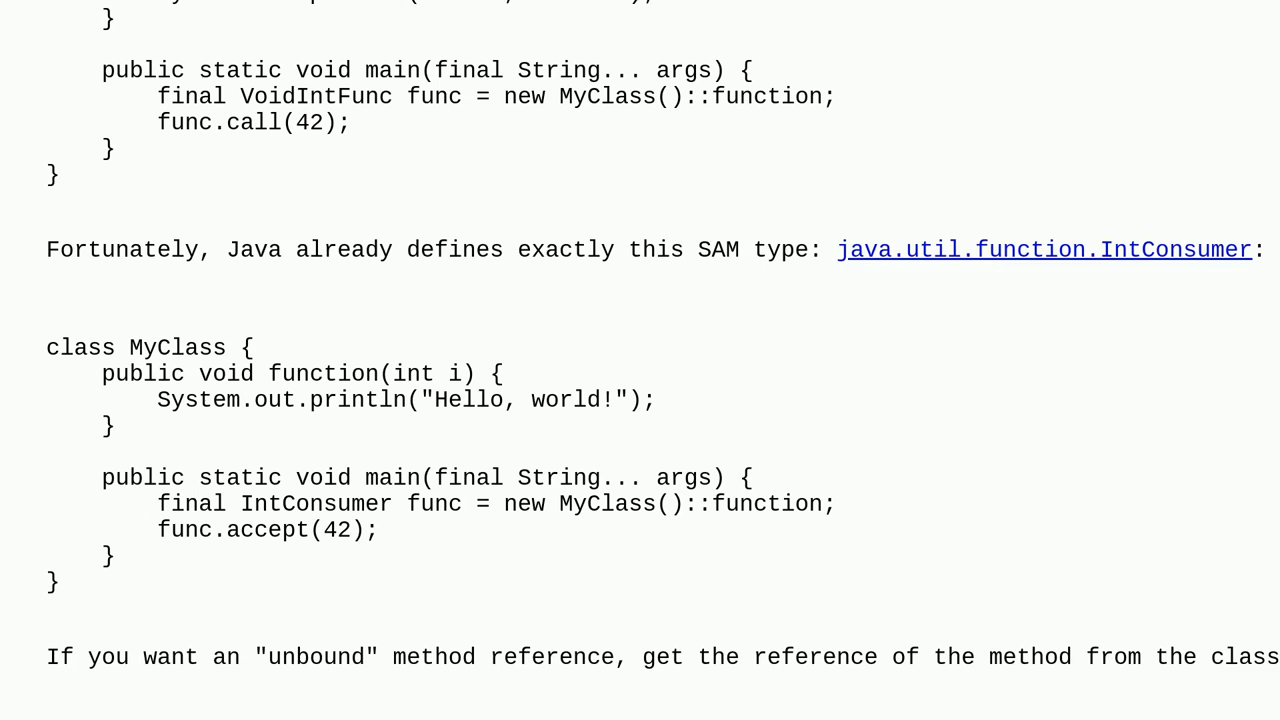 }
public static void main(final String... args) {
final VoidIntFunc func = new MyClass()::function;
func.call(42);
}
}
Fortunately, Java already defines exactly this SAM type: java.util.function.IntConsumer:
class MyClass {
public void function(int i) {
System.out.println("Hello, world!");
}
public static void main(final String... args) {
final IntConsumer func = new MyClass()::function;
func.accept(42);
}
}
If you want an "unbound" method reference, get the reference of the method from the class